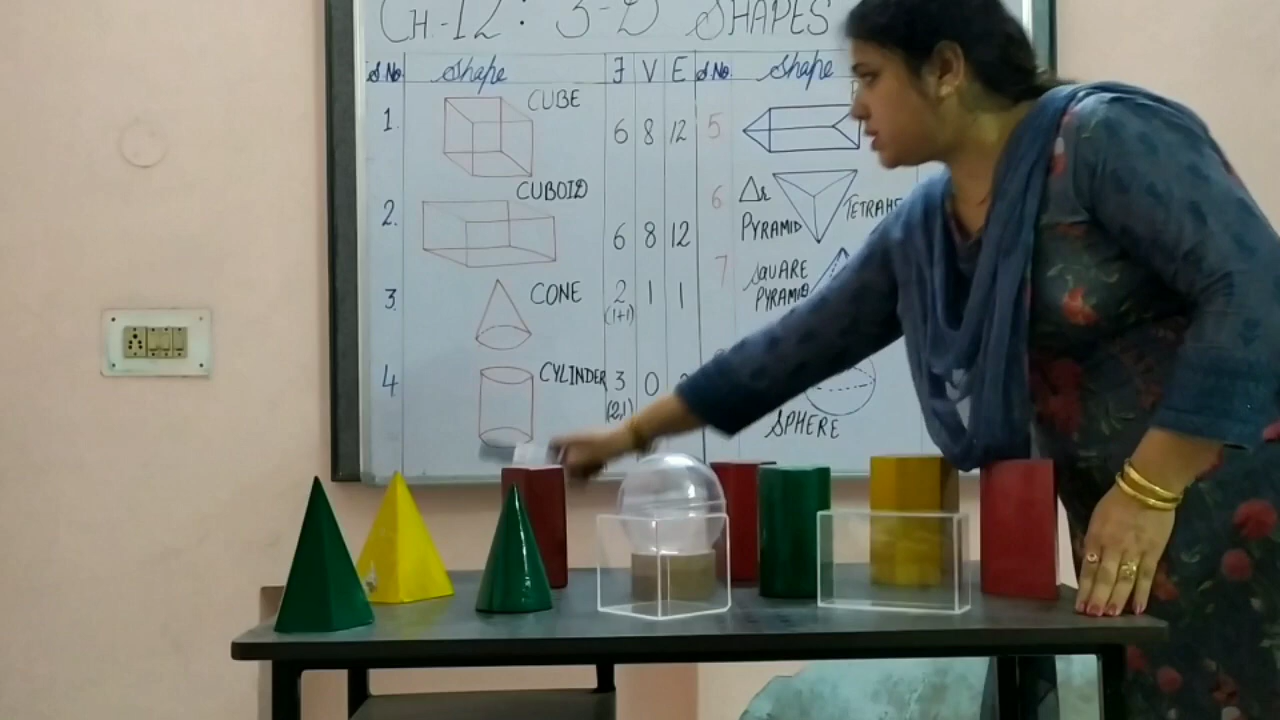 CH-12: 3-D SHAPES
S.No. Shape F V E S.No. Shape
1. CUBE 6 8 12 5
2. CUBOID 6 8 12 6 Δr PYRAMID
3. CONE 2 (1+1) 1 1 7 SQUARE PYRAMID
4 CYLINDER 3 (2,1) 0
SPHERE